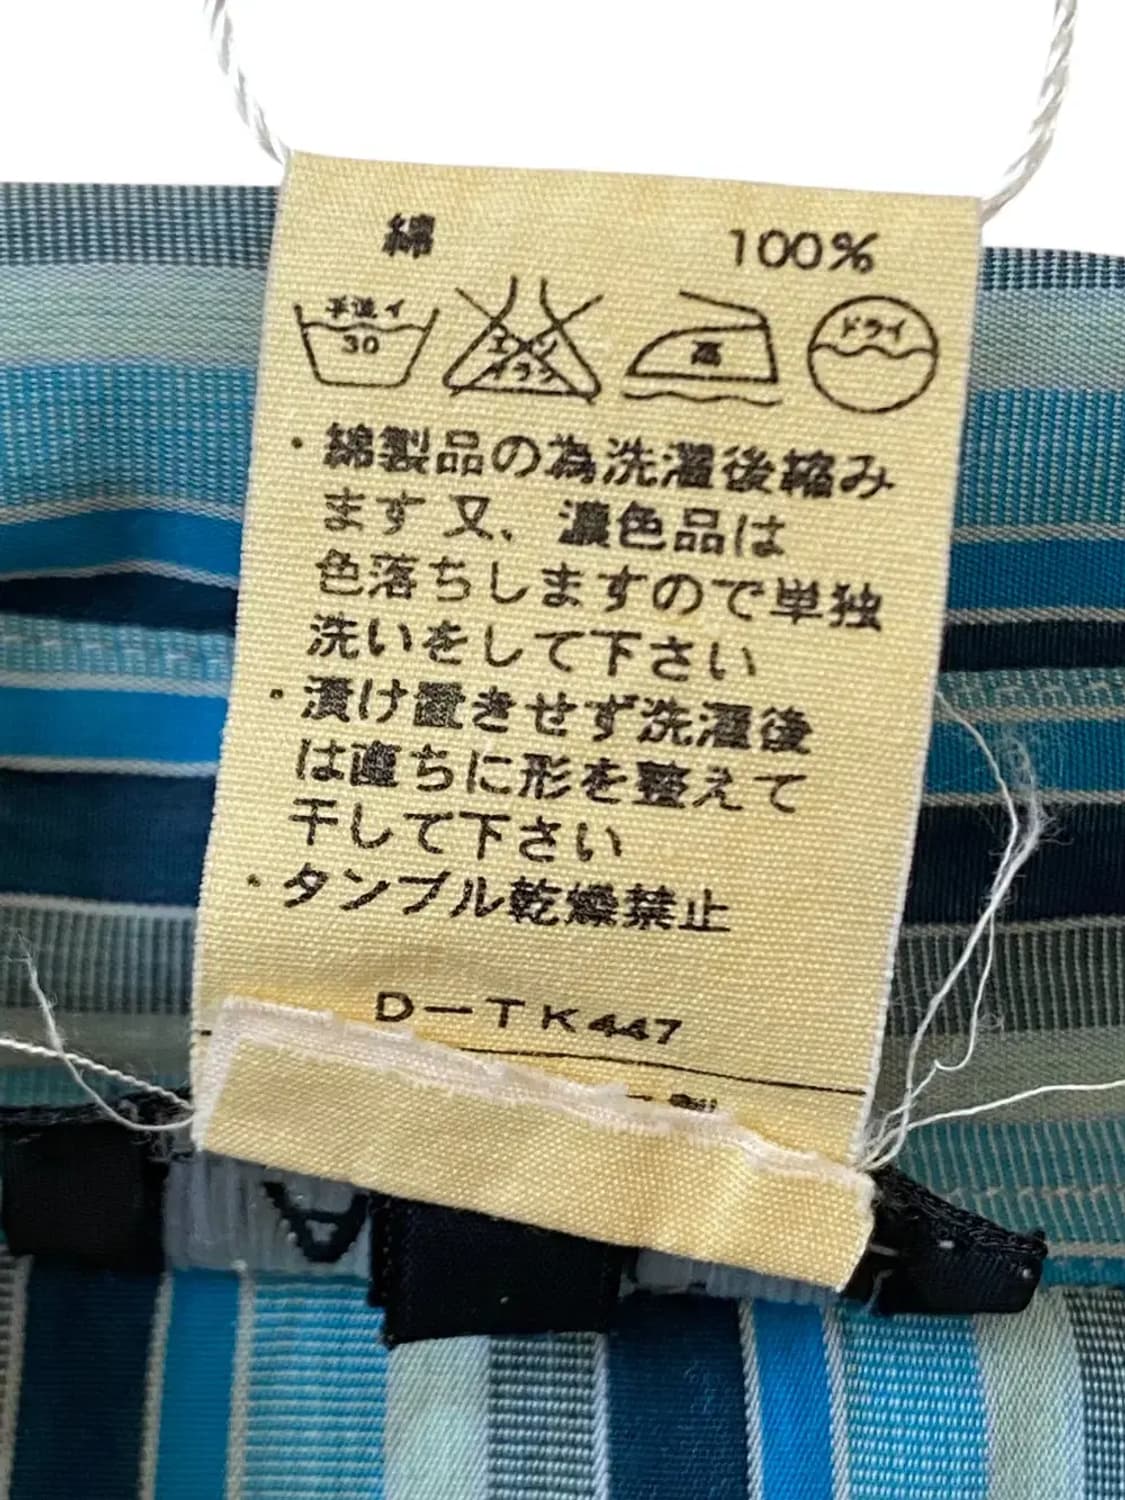 綿 100%
手洗イ 30 エンソサラシ 高 ドライ
・綿製品の為洗濯後縮み
ます又、濃色品は
色落ちしますので単独
洗いをして下さい
・漬け置きせず洗濯後
は直ちに形を整えて
干して下さい
・タンブル乾燥禁止
D－TK447